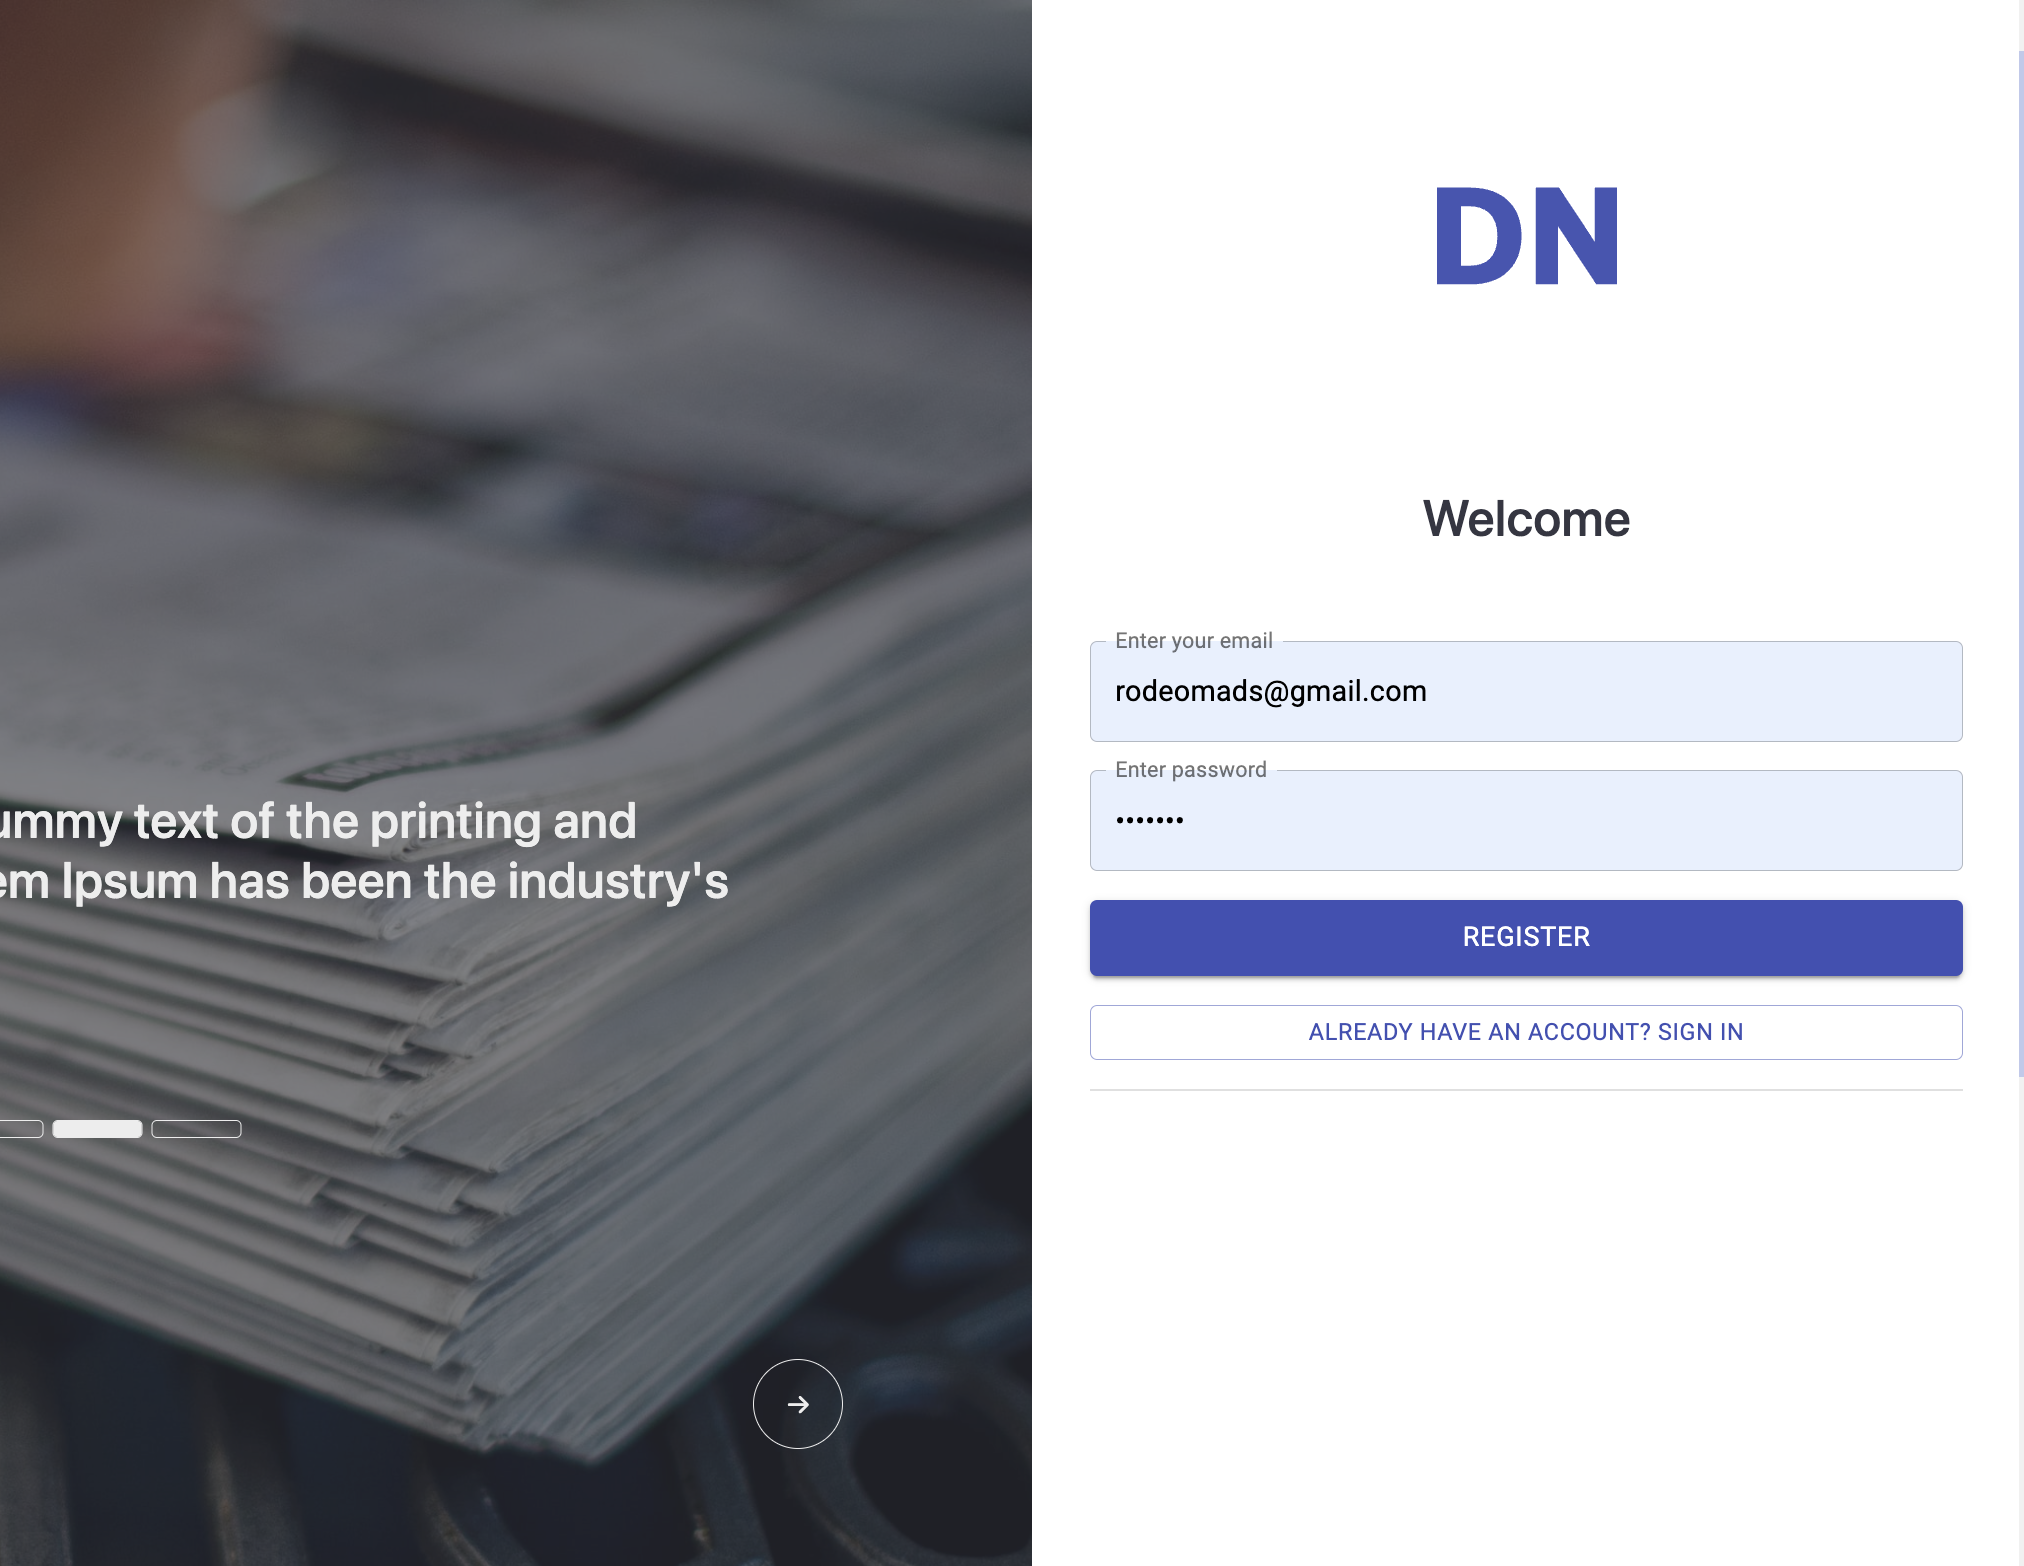 ummy text of the printing and
em Ipsum has been the industry's
DN
Welcome
Enter your email
rodeomads@gmail.com
Enter password
•••••••
REGISTER
ALREADY HAVE AN ACCOUNT? SIGN IN